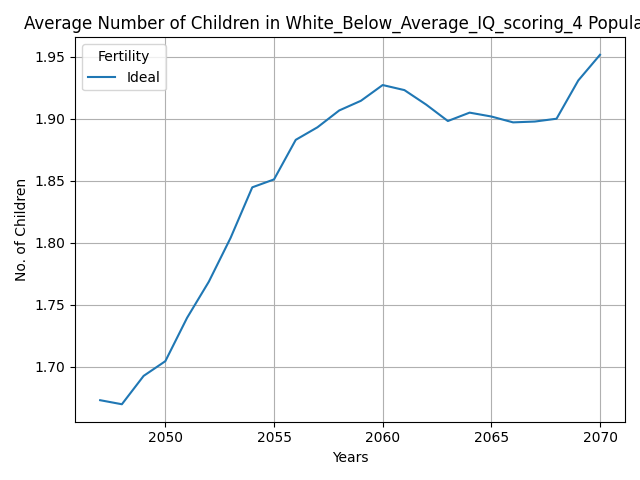 Average Number of Children in White_Below_Average_IQ_scoring_4 Popula
Fertility
Ideal
1.95
1.90
1.85
1.80
1.75
1.70
No. of Children
2050 2055 2060 2065 2070
Years